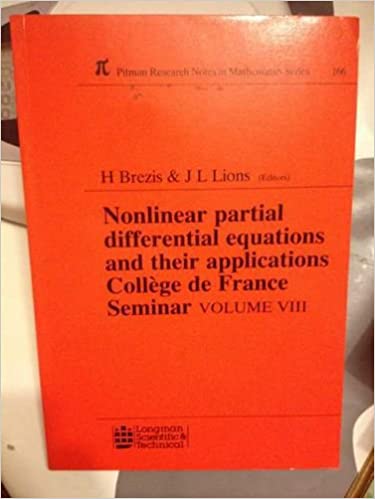 π Pitman Research Notes in Mathematics Series 166
H Brezis & J L Lions (Editors)
Nonlinear partial
differential equations
and their applications
Collège de France
Seminar VOLUME VIII
Longman
Scientific &
Technical